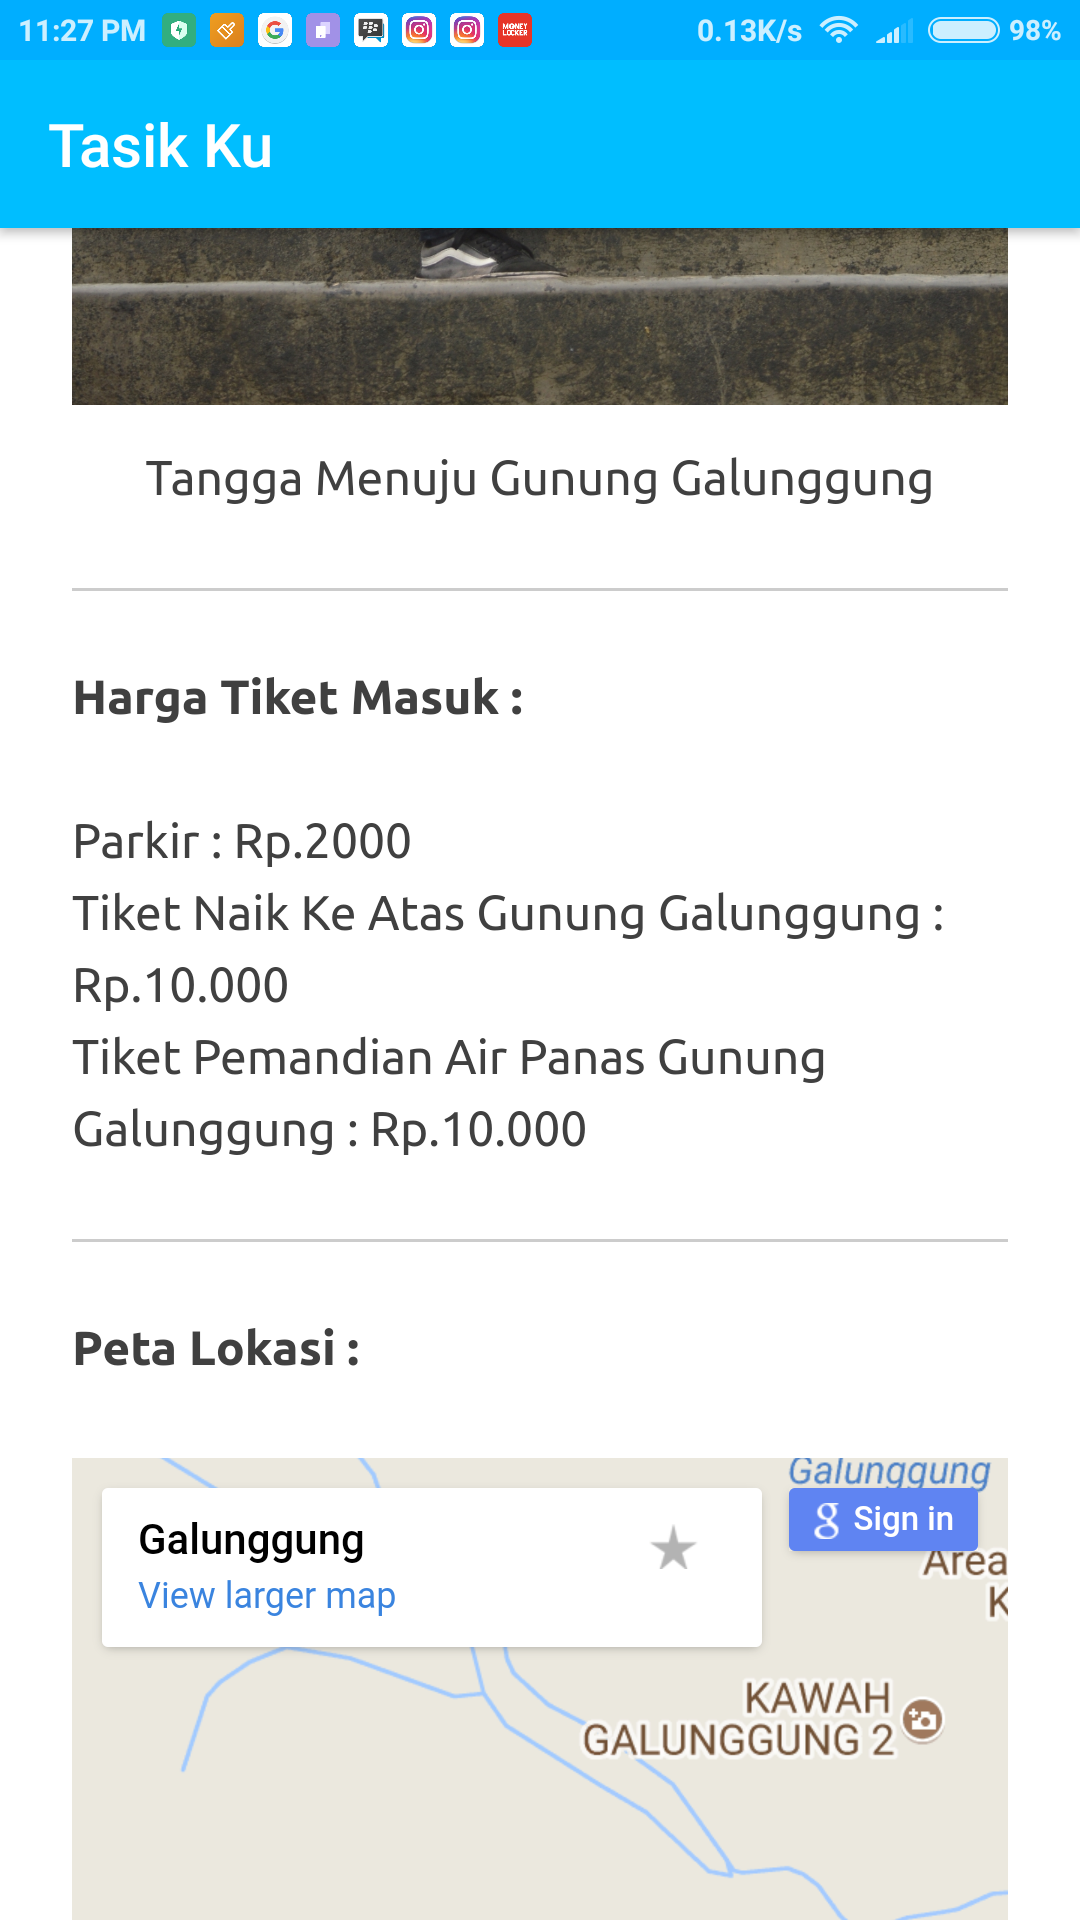 11:27 PM
0.13K/s
98%
MONEY
LOCKER
Tasik Ku
Tangga Menuju Gunung Galunggung
Harga Tiket Masuk :
Parkir : Rp.2000
Tiket Naik Ke Atas Gunung Galunggung :
Rp.10.000
Tiket Pemandian Air Panas Gunung
Galunggung : Rp.10.000
Peta Lokasi :
Galunggung
Galunggung
View larger map
Sign in
Area
K
KAWAH
GALUNGGUNG 2